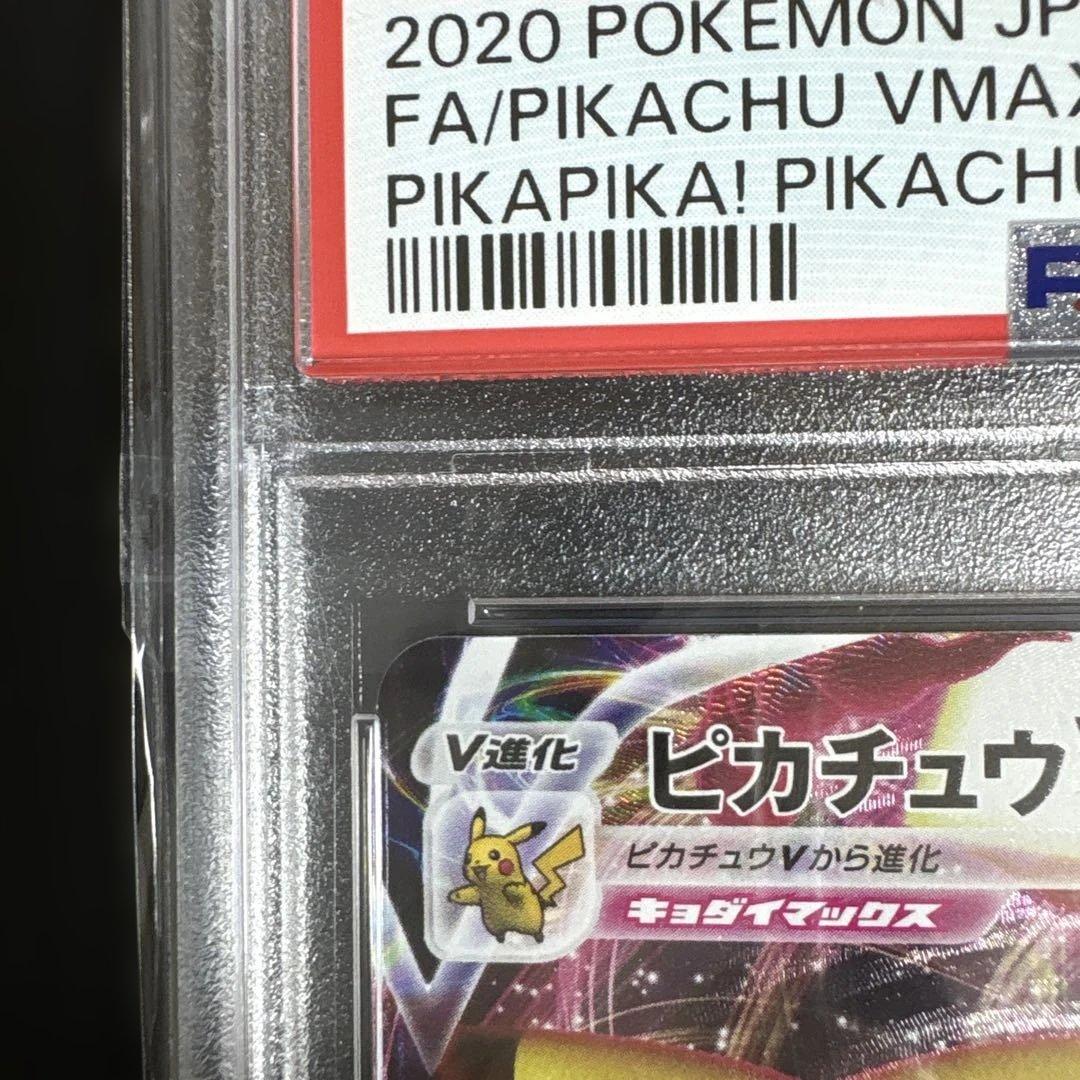 2020 POKEMON JP
FA/PIKACHU VMAX
PIKAPIKA! PIKACHU
V進化
ピカチュウ
ピカチュウVから進化
キョダイマックス